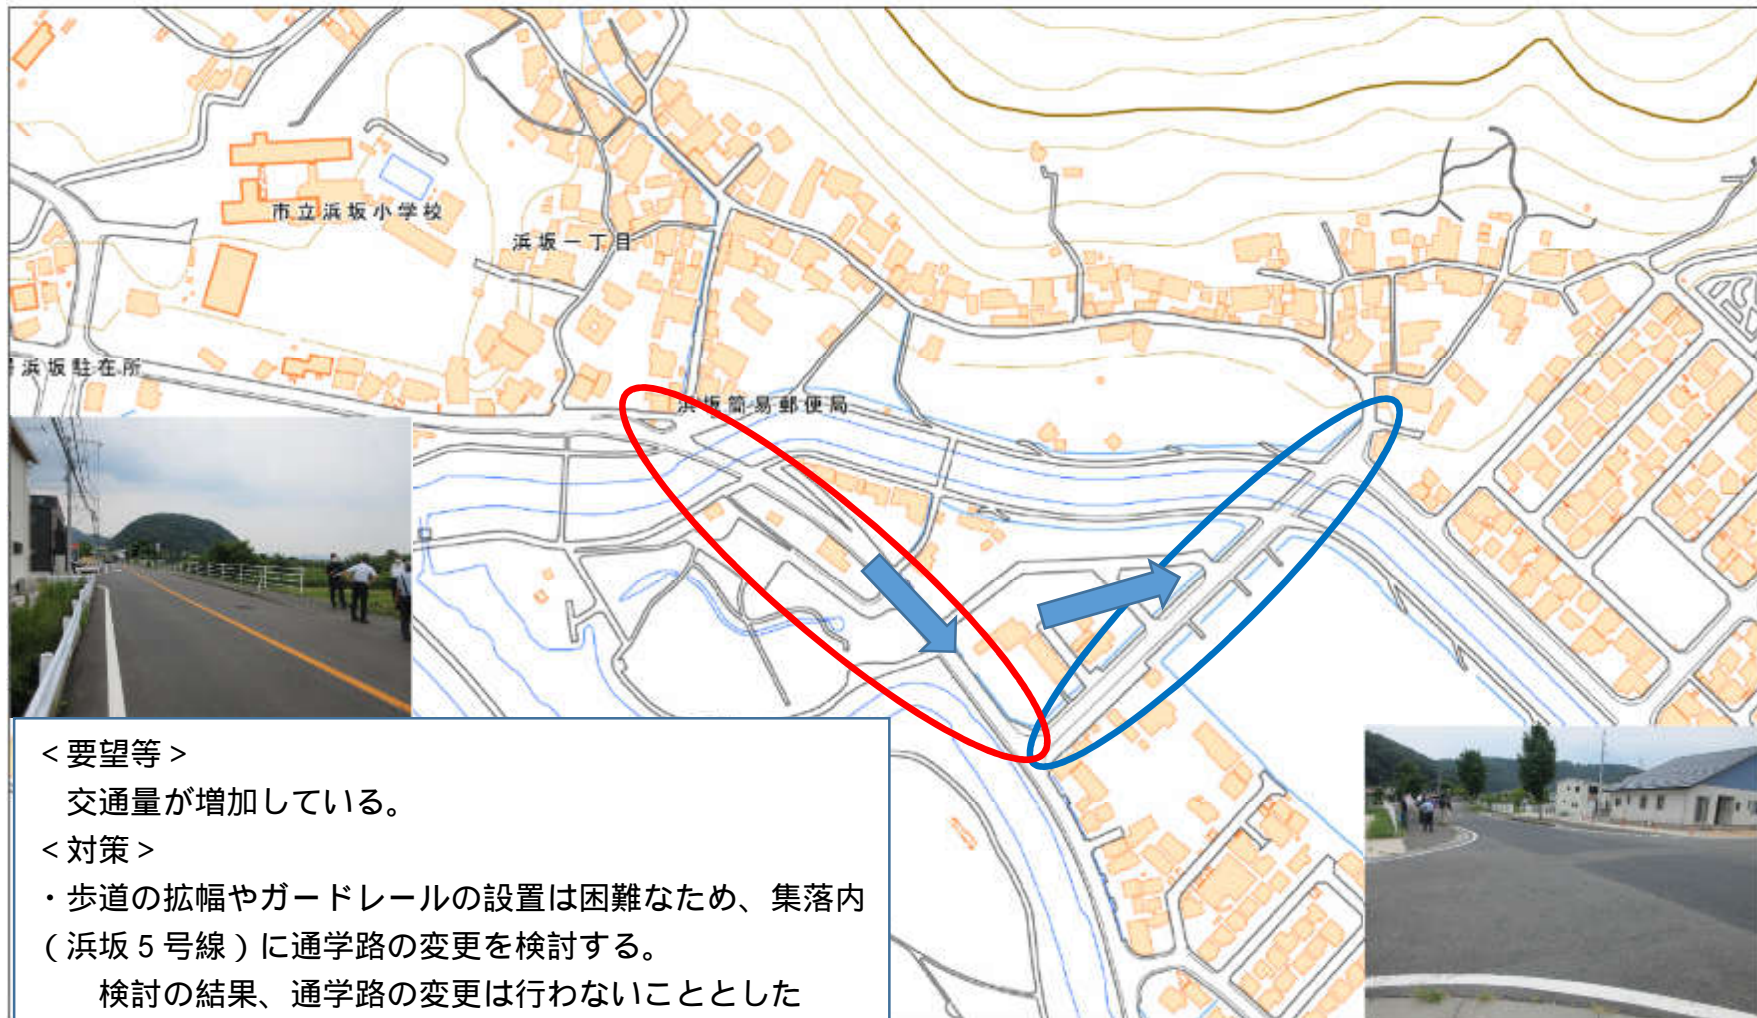 市立浜坂小学校
浜坂一丁目
浜坂駐在所
浜坂簡易郵便局
<要望等>
交通量が増加している。
<対策>
・歩道の拡幅やガードレールの設置は困難なため、集落内
(浜坂5号線)に通学路の変更を検討する。
検討の結果、通学路の変更は行わないこととした